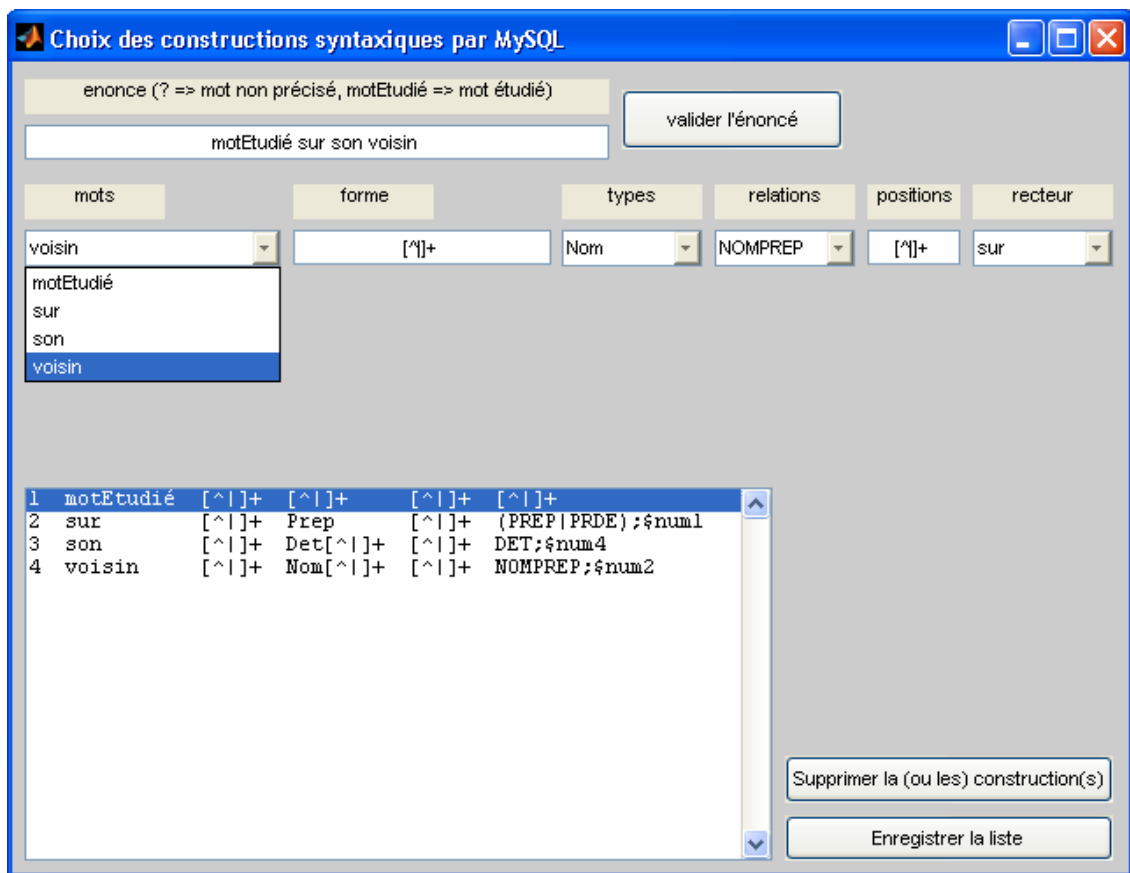 Choix des constructions syntaxiques par MySQL
enonce (? => mot non précisé, motEtudié => mot étudié)
valider l'énoncé
motEtudié sur son voisin
mots forme types relations positions recteur
voisin [^|]+ Nom NOMPREP [^|]+ sur
motEtudié
sur
son
voisin
1 motEtudié [^|]+ [^|]+ [^|]+ [^|]+
2 sur [^|]+ Prep [^|]+ (PREP|PRDE);$num1
3 son [^|]+ Det[^|]+ [^|]+ DET;$num4
4 voisin [^|]+ Nom[^|]+ [^|]+ NOMPREP;$num2
Supprimer la (ou les) construction(s)
Enregistrer la liste